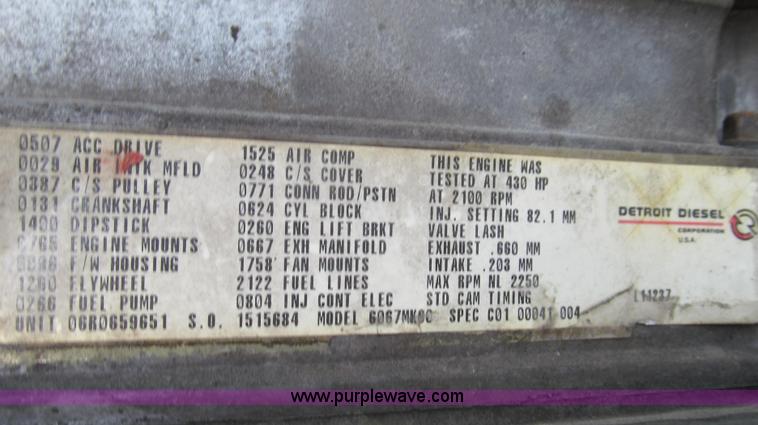 0507 ACC DRIVE
0029 AIR INTK MFLD
0387 C/S PULLEY
0131 CRANKSHAFT
1400 DIPSTICK
ENGINE MOUNTS
F/W HOUSING
1260 FLYWHEEL
0266 FUEL PUMP
1525 AIR COMP
0248 C/S COVER
0771 CONN ROD/PSTN
0624 CYL BLOCK
0260 ENG LIFT BRKT
0667 EXH MANIFOLD
1758 FAN MOUNTS
2122 FUEL LINES
0804 INJ CONT ELEC
THIS ENGINE WAS
TESTED AT 430 HP
AT 2100 RPM
INJ. SETTING 82.1 MM
VALVE LASH
EXHAUST .660 MM
INTAKE .203 MM
MAX RPM NL 2250
STD CAM TIMING
UNIT 06R0659651 S.O. 1515684 MODEL SPEC C01 00041 004
DETROIT DIESEL
CORPORATION
U.S.A.
www.purplewave.com